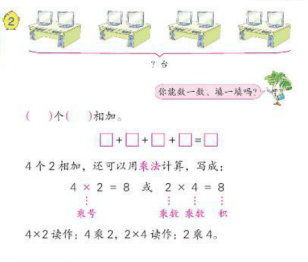 2
?台
你能数一数、填一填吗?
( )个( )相加。
□+□+□+□=□
4个2相加,还可以用乘法计算,写成:
4 × 2 = 8 或 2 × 4 = 8
乘号 乘数 乘数 积
4×2读作:4乘2,2×4读作:2乘4。